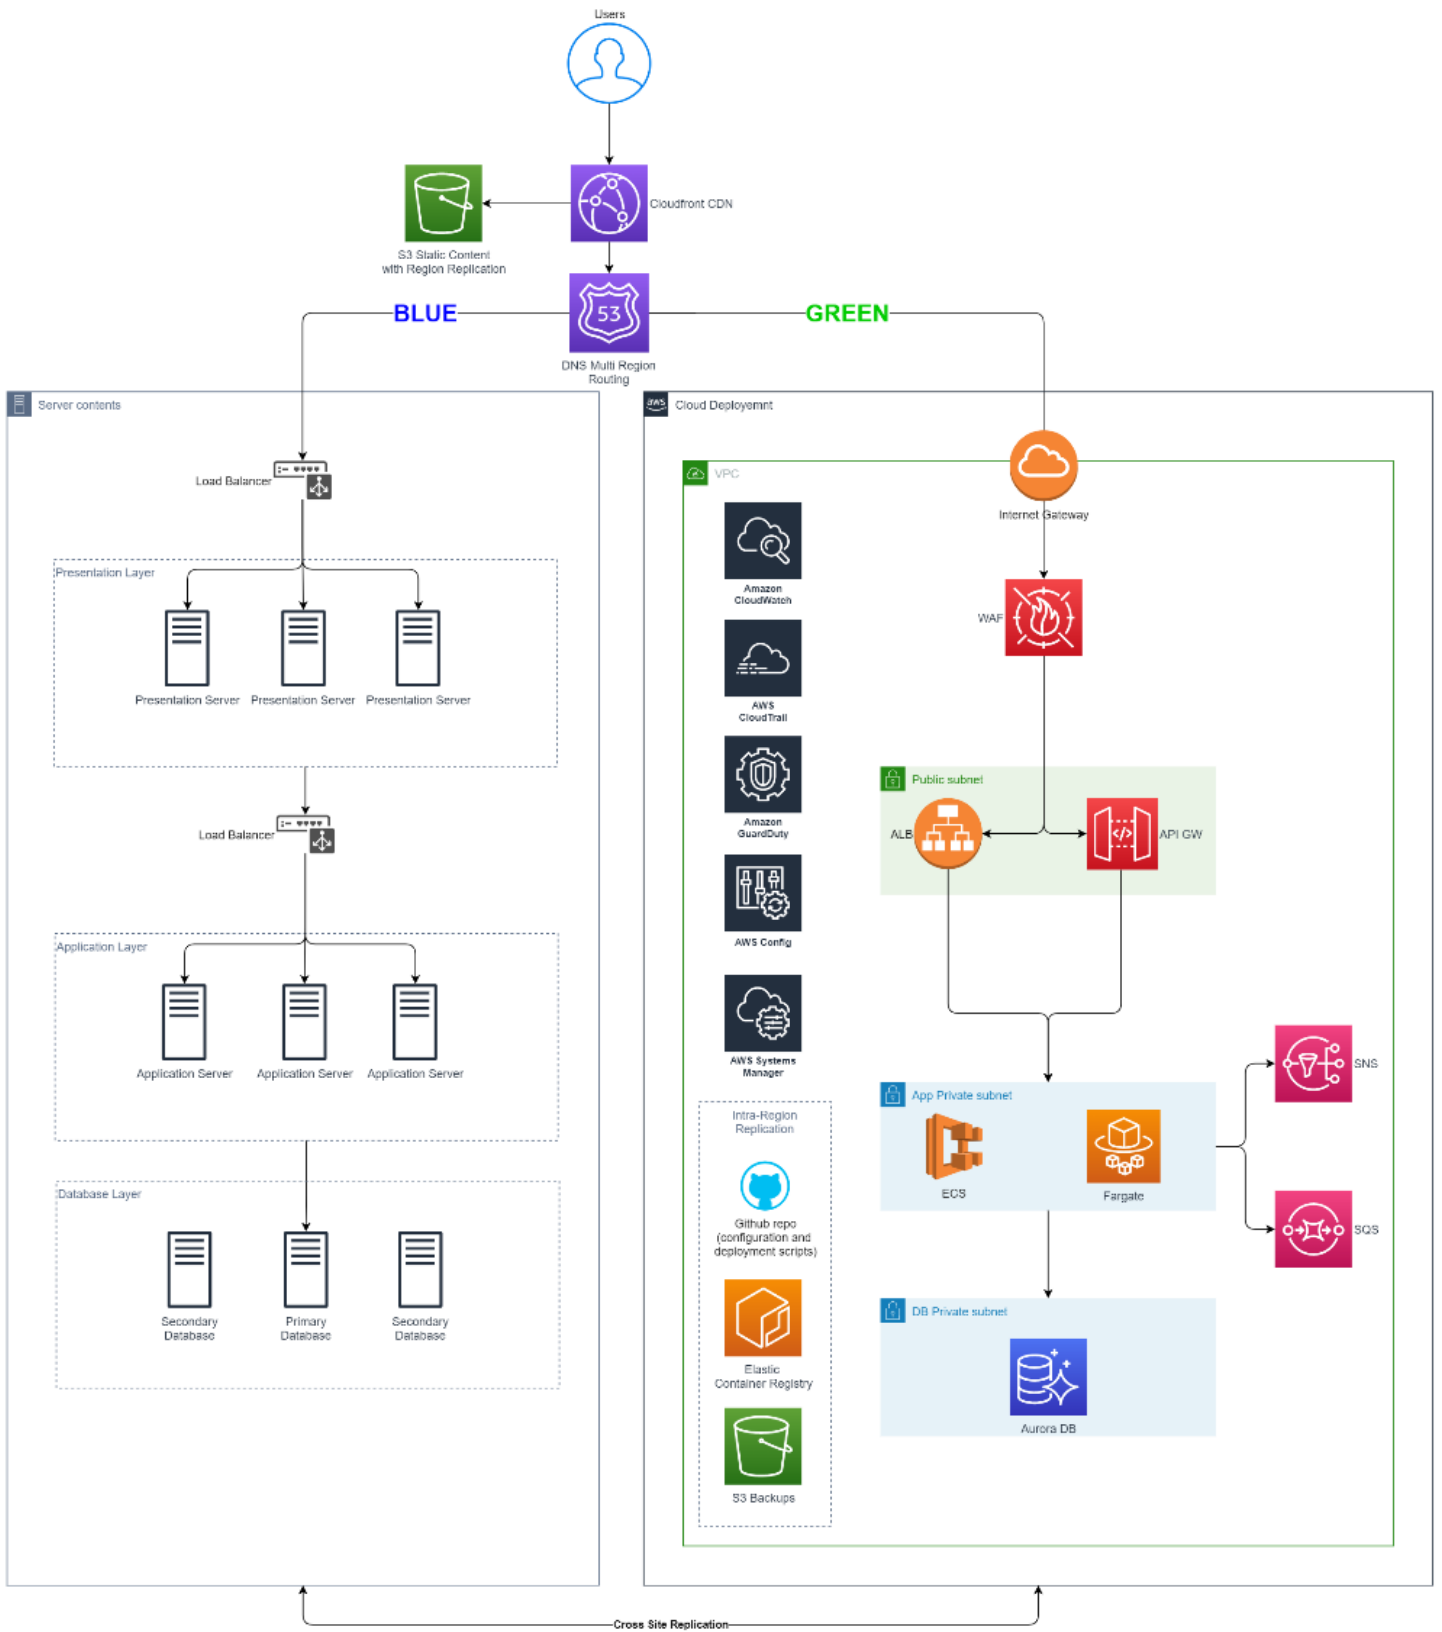 Users
Cloudfront CDN
S3 Static Content
with Region Replication
BLUE
53
GREEN
DNS Multi Region
Routing
Server contents
Load Balancer
Presentation Layer
Presentation Server
Presentation Server
Presentation Server
Load Balancer
Application Layer
Application Server
Application Server
Application Server
Database Layer
Secondary
Database
Primary
Database
Secondary
Database
aws
Cloud Deployemnt
VPC
Internet Gateway
Amazon
CloudWatch
WAF
AWS
CloudTrail
Amazon
GuardDuty
Public subnet
ALB
</>
API GW
AWS Config
AWS Systems
Manager
SNS
App Private subnet
ECS
Fargate
SQS
Intra-Region
Replication
Github repo
(configuration and
deployment scripts)
Elastic
Container Registry
S3 Backups
DB Private subnet
Aurora DB
Cross Site Replication